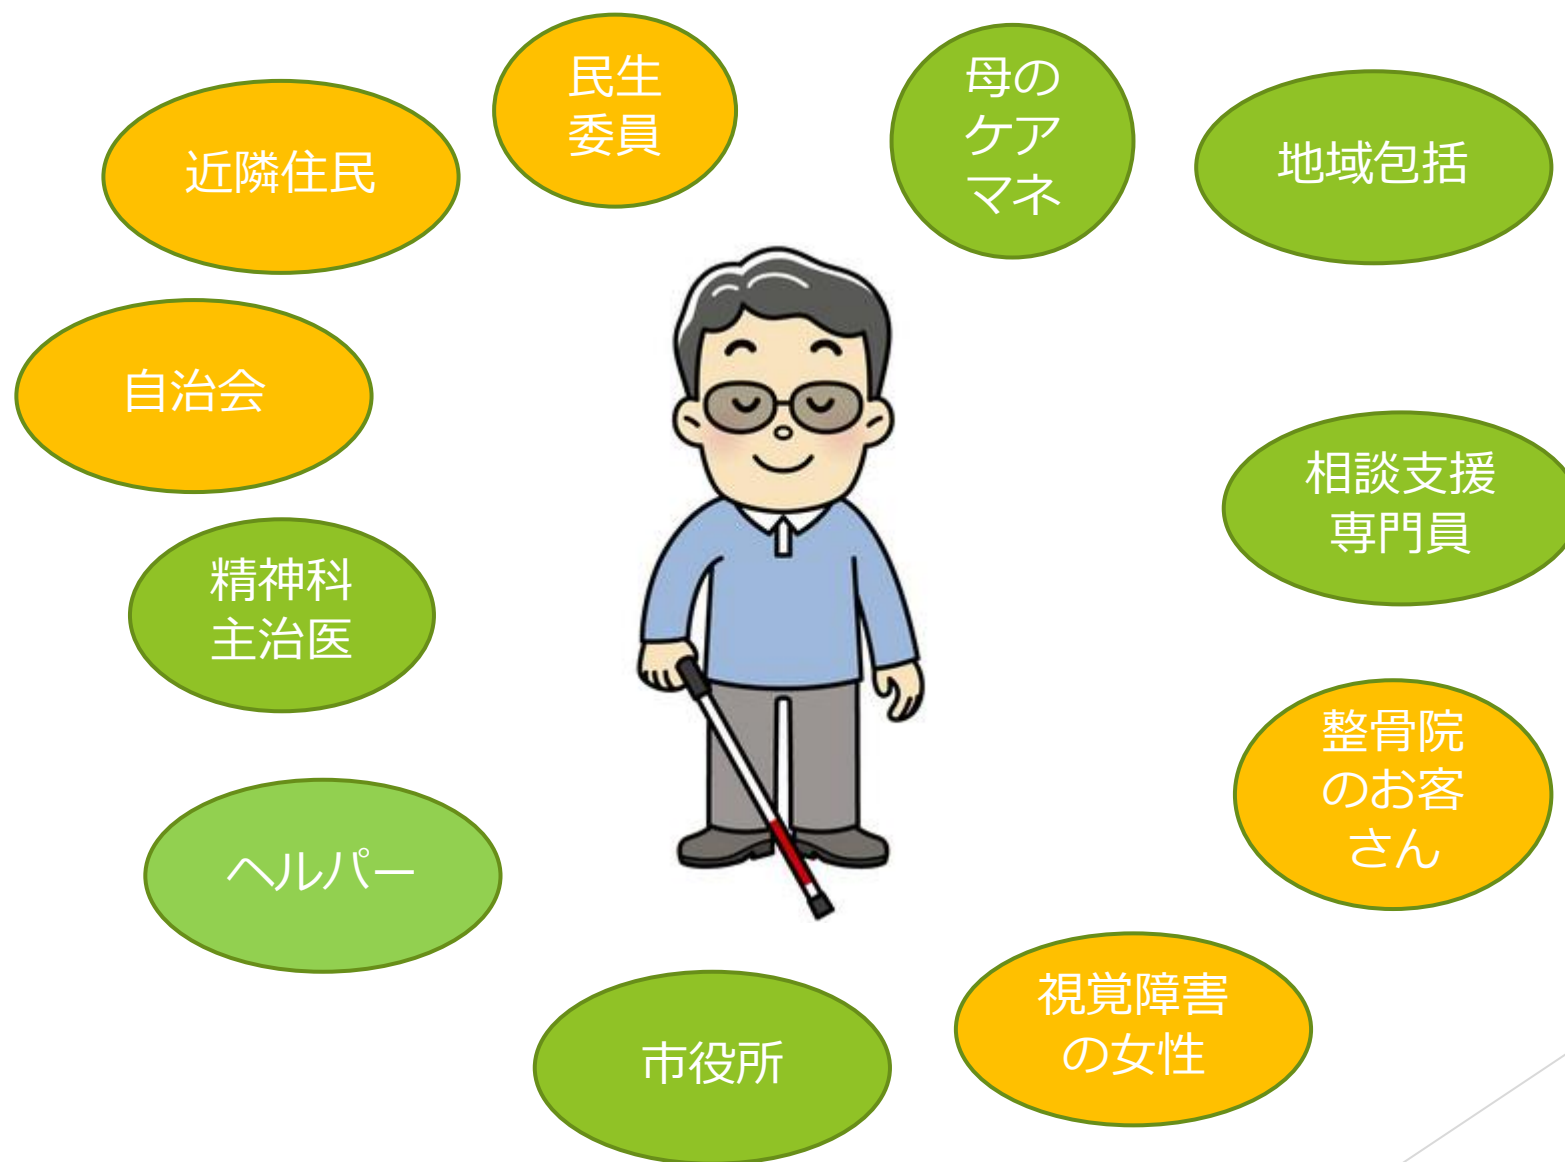 民生
委員
母の
ケア
マネ
近隣住民
地域包括
自治会
相談支援
専門員
精神科
主治医
整骨院
のお客
さん
ヘルパー
視覚障害
の女性
市役所